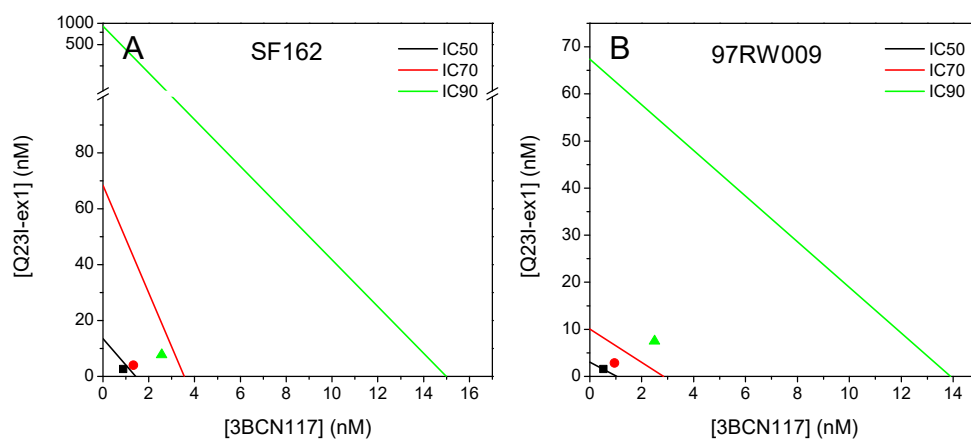 A
SF162
IC50
IC70
IC90
1000
500
80
60
40
20
0
0 2 4 6 8 10 12 14 16
[Q23I-ex1] (nM)
[3BCN117] (nM)
B
97RW009
IC50
IC70
IC90
70
60
50
40
30
20
10
0
0 2 4 6 8 10 12 14
[Q23I-ex1] (nM)
[3BCN117] (nM)